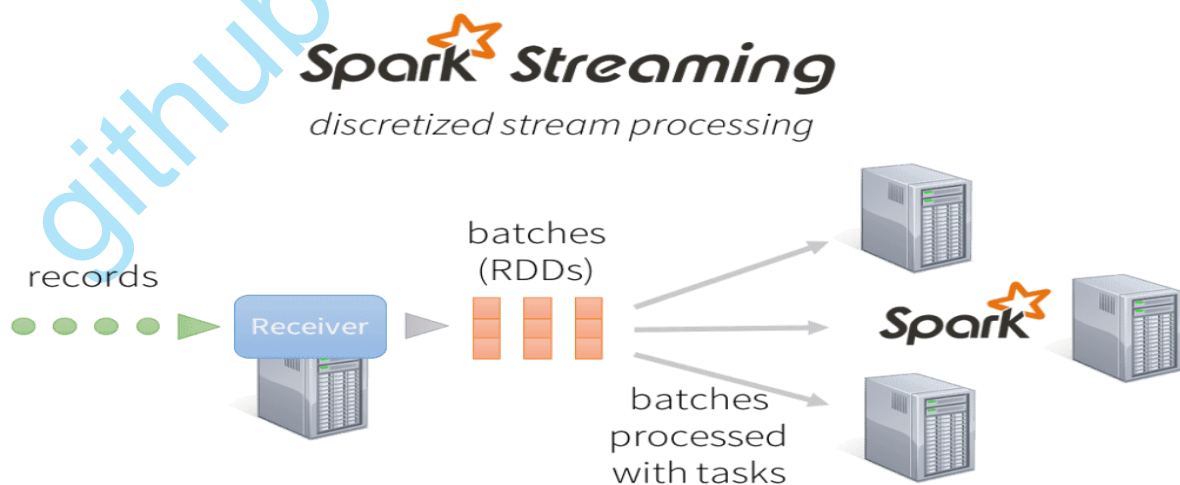 Spark Streaming
discretized stream processing
github
records
Receiver
batches
(RDDs)
Spark
batches
processed
with tasks